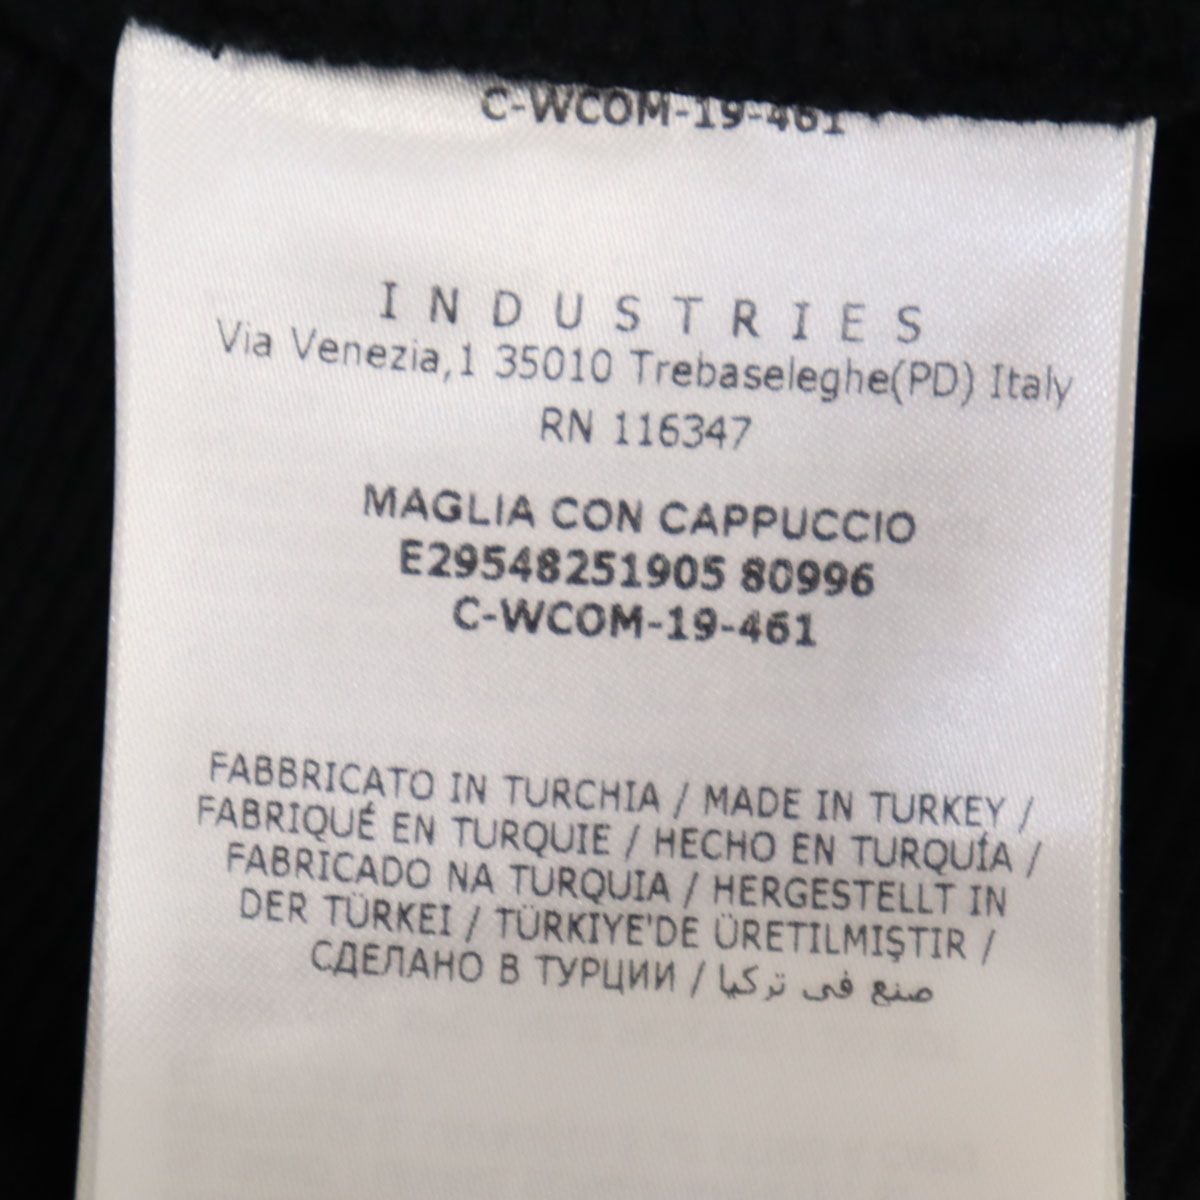 C-WCOM-19-461
INDUSTRIES
Via Venezia,1 35010 Trebaseleghe(PD) Italy
RN 116347
MAGLIA CON CAPPUCCIO
E29548251905 80996
C-WCOM-19-461
FABBRICATO IN TURCHIA / MADE IN TURKEY /
FABRIQUÉ EN TURQUIE / HECHO EN TURQUÍA /
FABRICADO NA TURQUIA / HERGESTELLT IN
DER TÜRKEI / TÜRKIYE'DE ÜRETILMIŞTIR /
СДЕЛАНО В ТУРЦИИ / صنع في تركيا